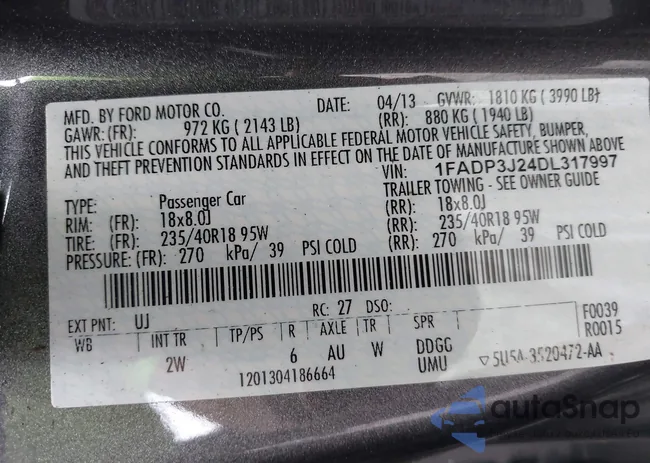 MFD. BY FORD MOTOR CO. DATE: 04/13 GVWR: 1810 KG ( 3990 LB)
GAWR: (FR): 972 KG ( 2143 LB) (RR): 880 KG ( 1940 LB)
THIS VEHICLE CONFORMS TO ALL APPLICABLE FEDERAL MOTOR VEHICLE SAFETY, BUMPER,
AND THEFT PREVENTION STANDARDS IN EFFECT ON THE DATE OF MANUFACTURE SHOWN ABOVE
VIN: 1FADP3J24DL317997
TYPE: Passenger Car TRAILER TOWING - SEE OWNER GUIDE
RIM: (FR): 18x8.0J (RR): 18x8.0J
TIRE: (FR): 235/40R18 95W (RR): 235/40R18 95W
PRESSURE: (FR): 270 kPa/ 39 PSI COLD (RR): 270 kPa/ 39 PSI COLD
EXT PNT: UJ RC: 27 DSO: F0039
WB INT TR TP/PS R AXLE TR SPR R0015
2W 6 AU W DDGG
UMU
1201304186664
▽ 5U5A-3520472-AA
autoSnap